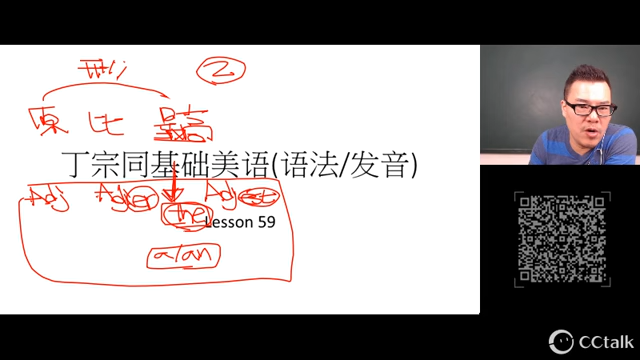 2
原 比 最高
丁宗同基础美语(语法/发音)
Adj Adjer the Adjest
Lesson 59
a/an
CCtalk